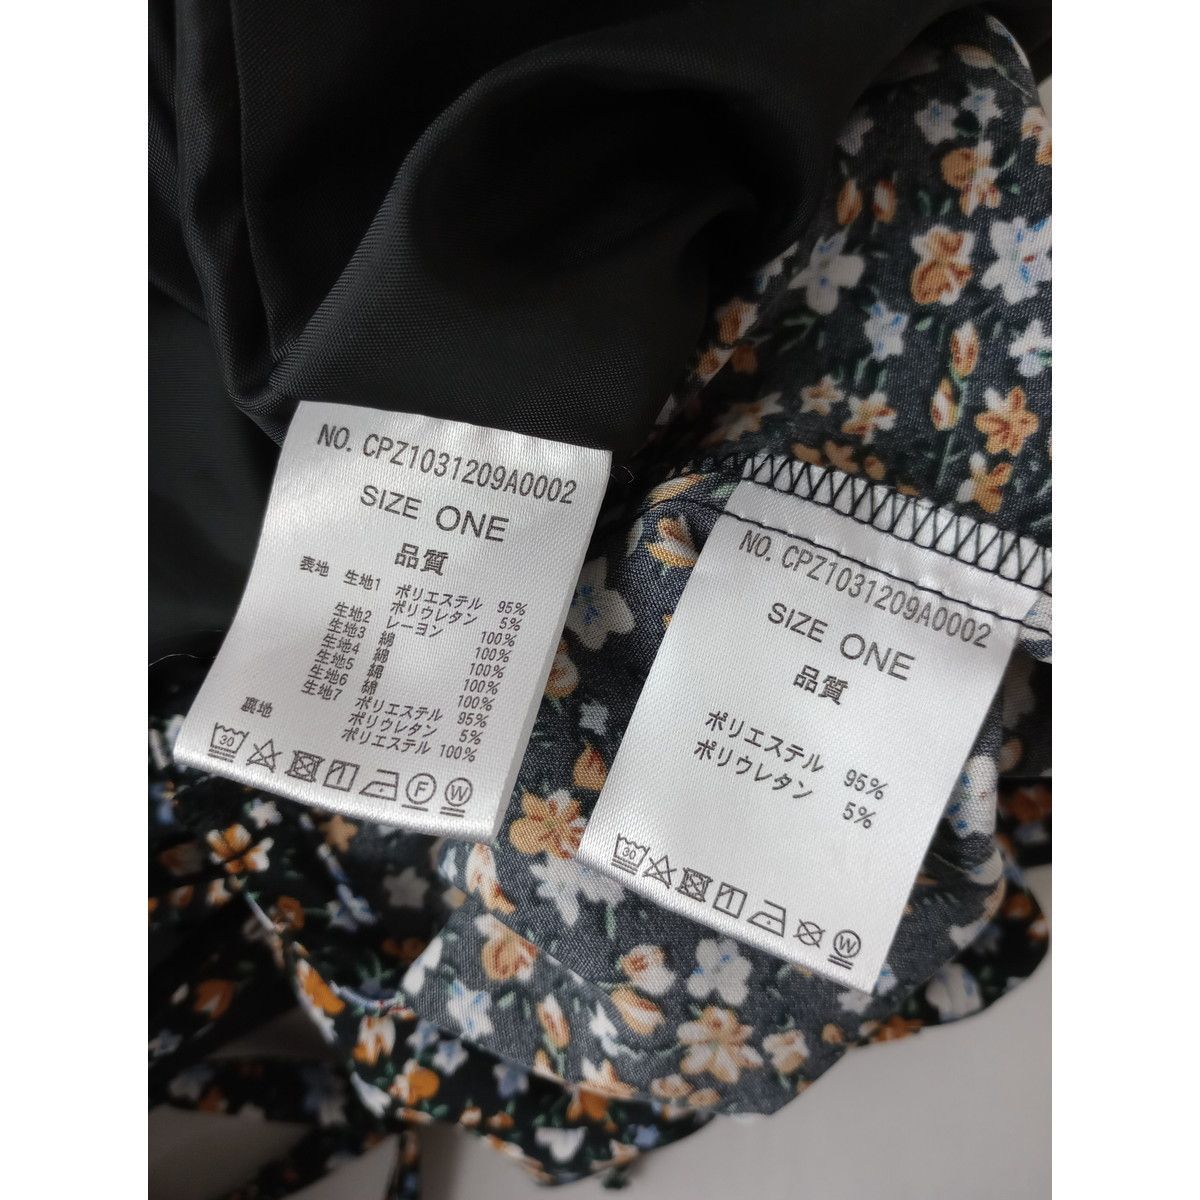 NO. CPZ1031209A0002
SIZE ONE
品質
表地 生地1 ポリエステル 95%
ポリウレタン 5%
生地2 レーヨン 100%
生地3 綿 100%
生地4 綿 100%
生地5 綿 100%
生地6 綿 100%
生地7 ポリエステル 95%
ポリウレタン 5%
裏地 ポリエステル 100%
30
F
W
NO. CPZ1031209A0002
SIZE ONE
品質
ポリエステル 95%
ポリウレタン 5%
30
W